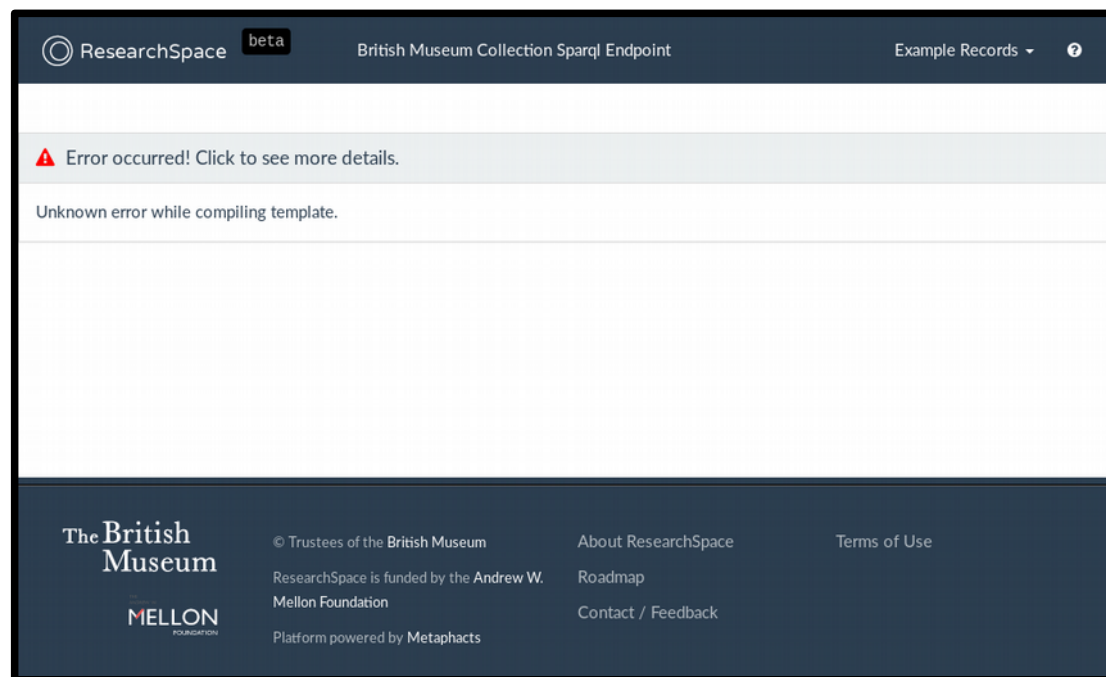 ResearchSpace beta British Museum Collection Sparql Endpoint Example Records ?
Error occurred! Click to see more details.
Unknown error while compiling template.
The British
Museum
MELLON
FOUNDATION
© Trustees of the British Museum
ResearchSpace is funded by the Andrew W.
Mellon Foundation
Platform powered by Metaphacts
About ResearchSpace
Roadmap
Contact / Feedback
Terms of Use